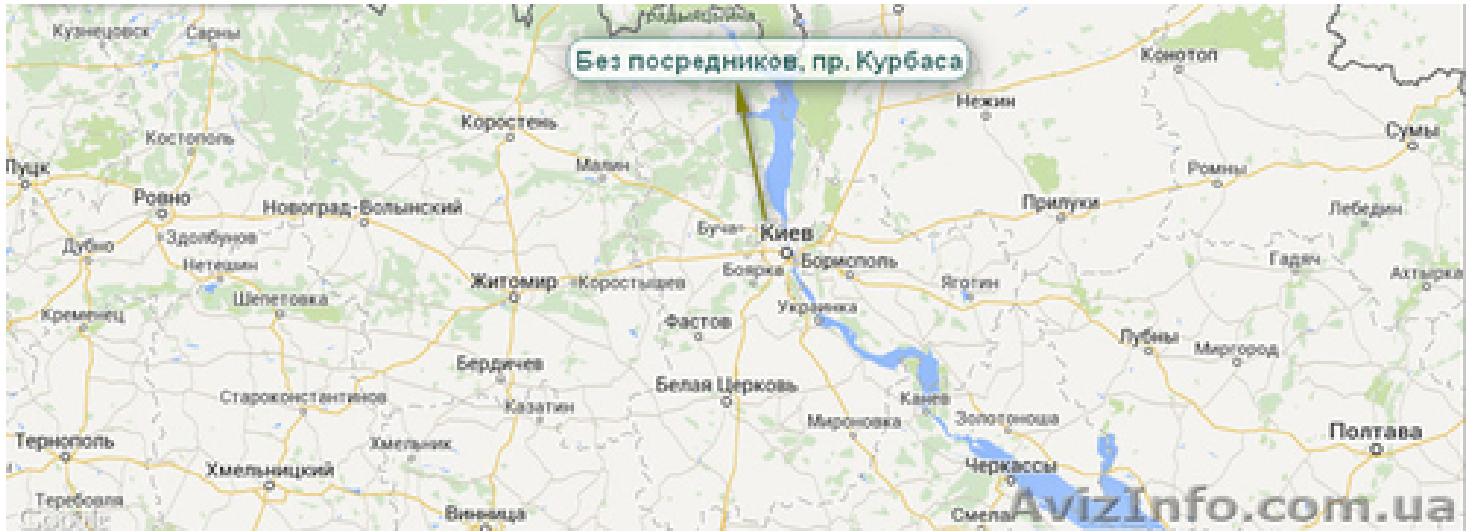 Кузнецовск
Сарны
Без посредников, пр. Курбаса
Конотоп
Нежин
Коростень
Сумы
Костополь
Малин
Луцк
Ромны
Ровно
Новоград-Волынский
Прилуки
Лебедин
Буча
Киев
Здолбунов
Дубно
Нетешин
Боярка
Борисполь
Гадяч
Ахтырка
Житомир
Коростышев
Яготин
Шепетовка
Украинка
Кременец
Фастов
Лубны
Миргород
Бердичев
Белая Церковь
Староконстантинов
Казатин
Канев
Мироновка
Золотоноша
Тернополь
Хмельник
Полтава
Хмельницкий
Черкассы
Теребовля
Google
Винница
Смела
AvizInfo.com.ua